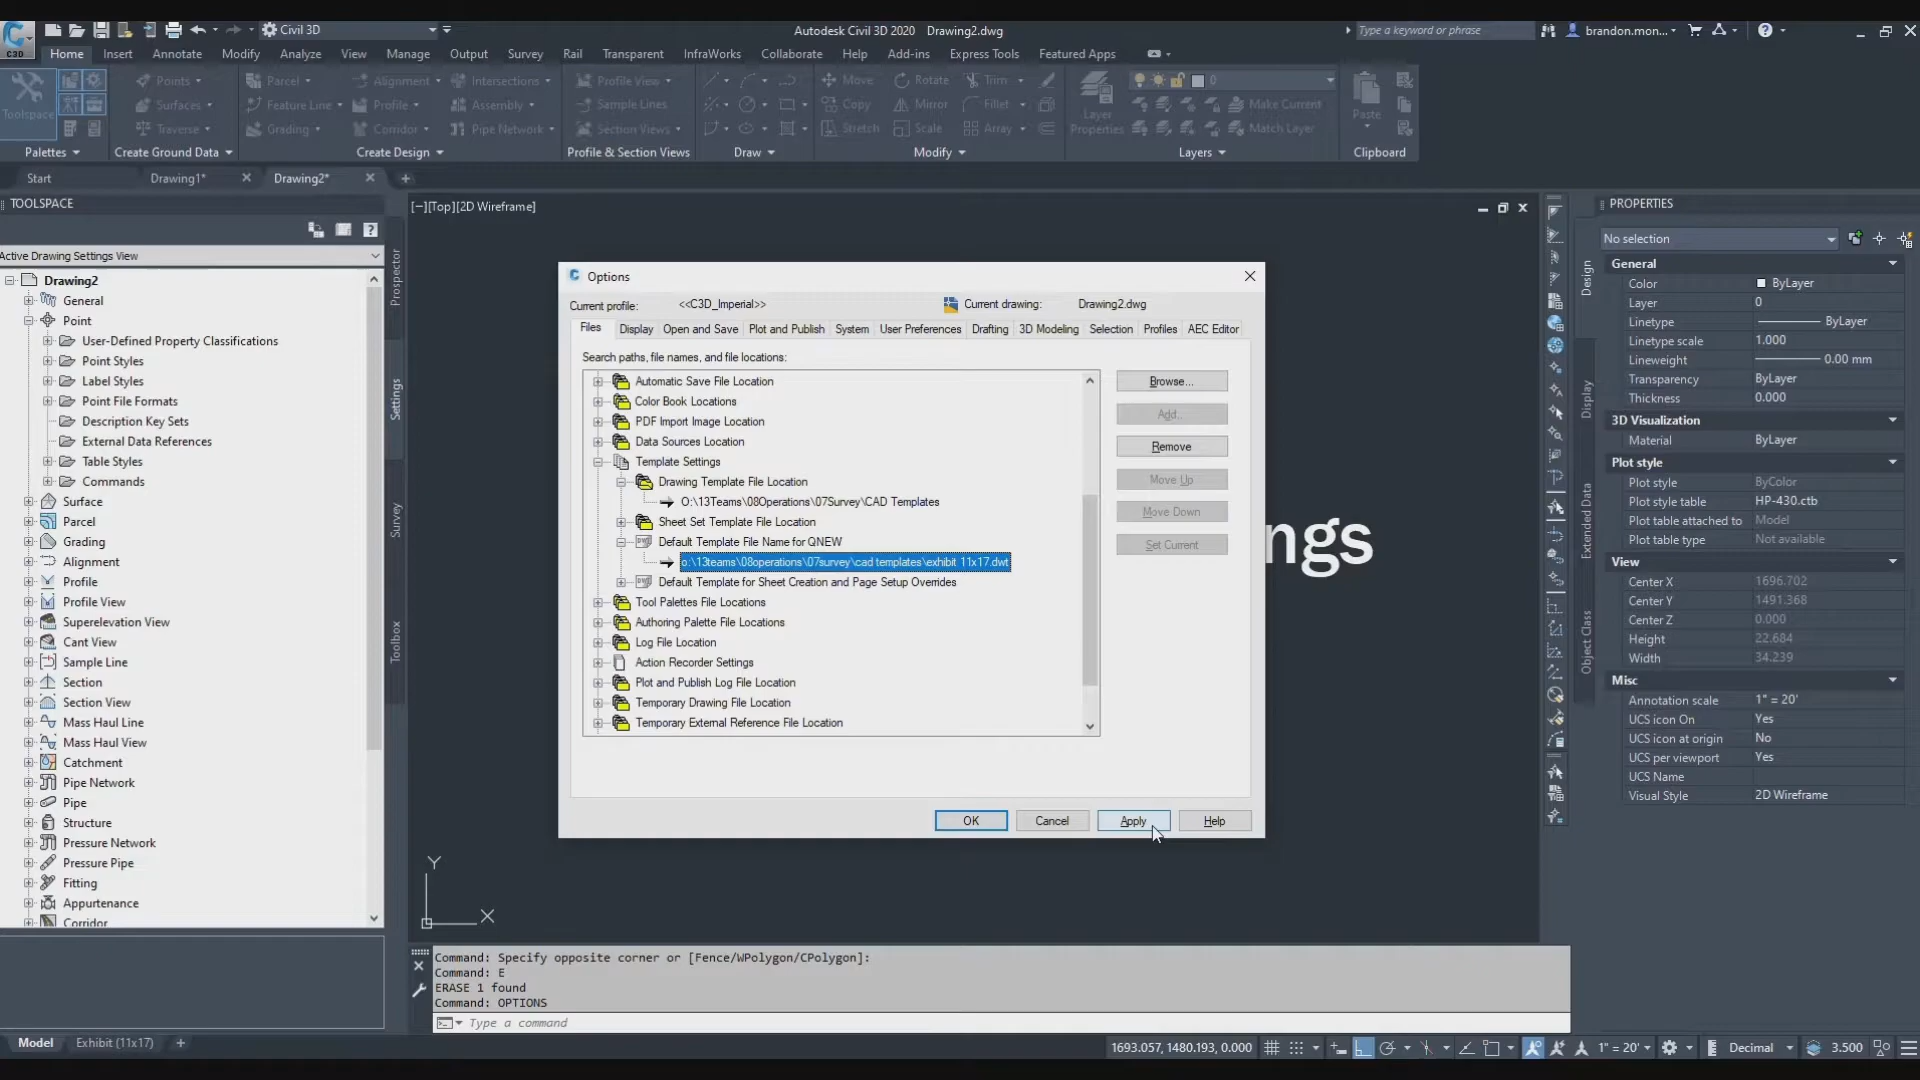 Civil 3D
Autodesk Civil 3D 2020 Drawing2.dwg
Type a keyword or phrase
brandon.mon...
C3D
Home Insert Annotate Modify Analyze View Manage Output Survey Rail Transparent InfraWorks Collaborate Help Add-ins Express Tools Featured Apps
Toolspace
Points
Surfaces
Traverse
Parcel
Feature Line
Grading
Alignment
Profile
Corridor
Intersections
Assembly
Pipe Network
Profile View
Sample Lines
Section Views
Move
Copy
Stretch
Rotate
Mirror
Scale
Trim
Fillet
Array
Layer
Properties
0
Make Current
Match Layer
Paste
Palettes
Create Ground Data
Create Design
Profile & Section Views
Draw
Modify
Layers
Clipboard
Start Drawing1* Drawing2*
TOOLSPACE
Active Drawing Settings View
Drawing2
General
Point
User-Defined Property Classifications
Point Styles
Label Styles
Point File Formats
Description Key Sets
External Data References
Table Styles
Commands
Surface
Parcel
Grading
Alignment
Profile
Profile View
Superelevation View
Cant View
Sample Line
Section
Section View
Mass Haul Line
Mass Haul View
Catchment
Pipe Network
Pipe
Structure
Pressure Network
Pressure Pipe
Fitting
Appurtenance
Corridor
Prospector
Settings
Survey
Toolbox
[−][Top][2D Wireframe]
ngs
Y
X
Options
Current profile: <<C3D_Imperial>> Current drawing: Drawing2.dwg
Files Display Open and Save Plot and Publish System User Preferences Drafting 3D Modeling Selection Profiles AEC Editor
Search paths, file names, and file locations:
Automatic Save File Location
Color Book Locations
PDF Import Image Location
Data Sources Location
Template Settings
Drawing Template File Location
O:\13Teams\08Operations\07Survey\CAD Templates
Sheet Set Template File Location
Default Template File Name for QNEW
o:\13teams\08operations\07survey\cad templates\exhibit 11x17.dwt
Default Template for Sheet Creation and Page Setup Overrides
Tool Palettes File Locations
Authoring Palette File Locations
Log File Location
Action Recorder Settings
Plot and Publish Log File Location
Temporary Drawing File Location
Temporary External Reference File Location
Browse...
Add...
Remove
Move Up
Move Down
Set Current
OK Cancel Apply Help
PROPERTIES
No selection
Design
Display
Extended Data
Object Class
General
Color ByLayer
Layer 0
Linetype ByLayer
Linetype scale 1.000
Lineweight 0.00 mm
Transparency ByLayer
Thickness 0.000
3D Visualization
Material ByLayer
Plot style
Plot style ByColor
Plot style table HP-430.ctb
Plot table attached to Model
Plot table type Not available
View
Center X 1696.702
Center Y 1491.368
Center Z 0.000
Height 22.684
Width 34.239
Misc
Annotation scale 1" = 20'
UCS icon On Yes
UCS icon at origin No
UCS per viewport Yes
UCS Name
Visual Style 2D Wireframe
Command: Specify opposite corner or [Fence/WPolygon/CPolygon]:
Command: E
ERASE 1 found
Command: OPTIONS
Type a command
Model Exhibit (11x17) +
1693.057, 1480.193, 0.000
1" = 20'
Decimal
3.500